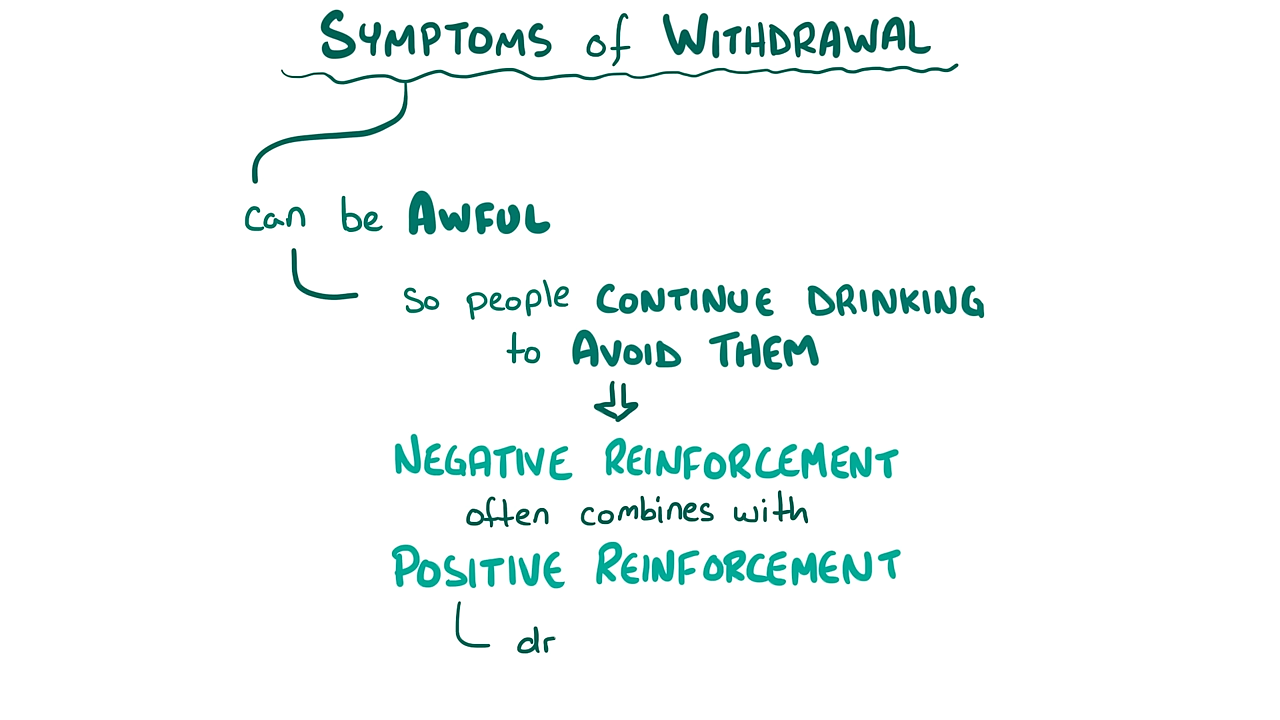 SYMPTOMS of WITHDRAWAL
can be AWFUL
so people CONTINUE DRINKING
to AVOID THEM
NEGATIVE REINFORCEMENT
often combines with
POSITIVE REINFORCEMENT
dr